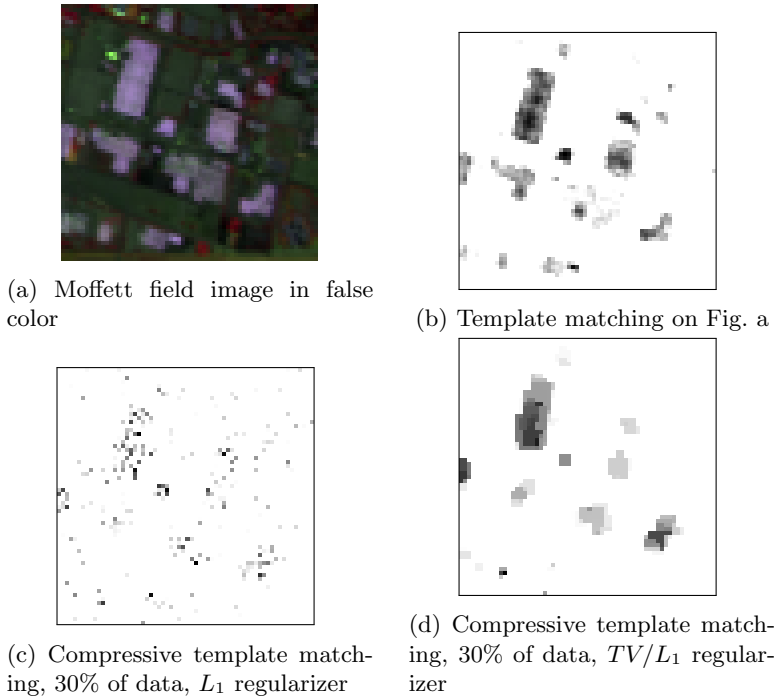 (a) Moffett field image in false
color
(b) Template matching on Fig. a
(c) Compressive template match-
ing, 30% of data, L₁ regularizer
(d) Compressive template match-
ing, 30% of data, TV/L₁ regular-
izer